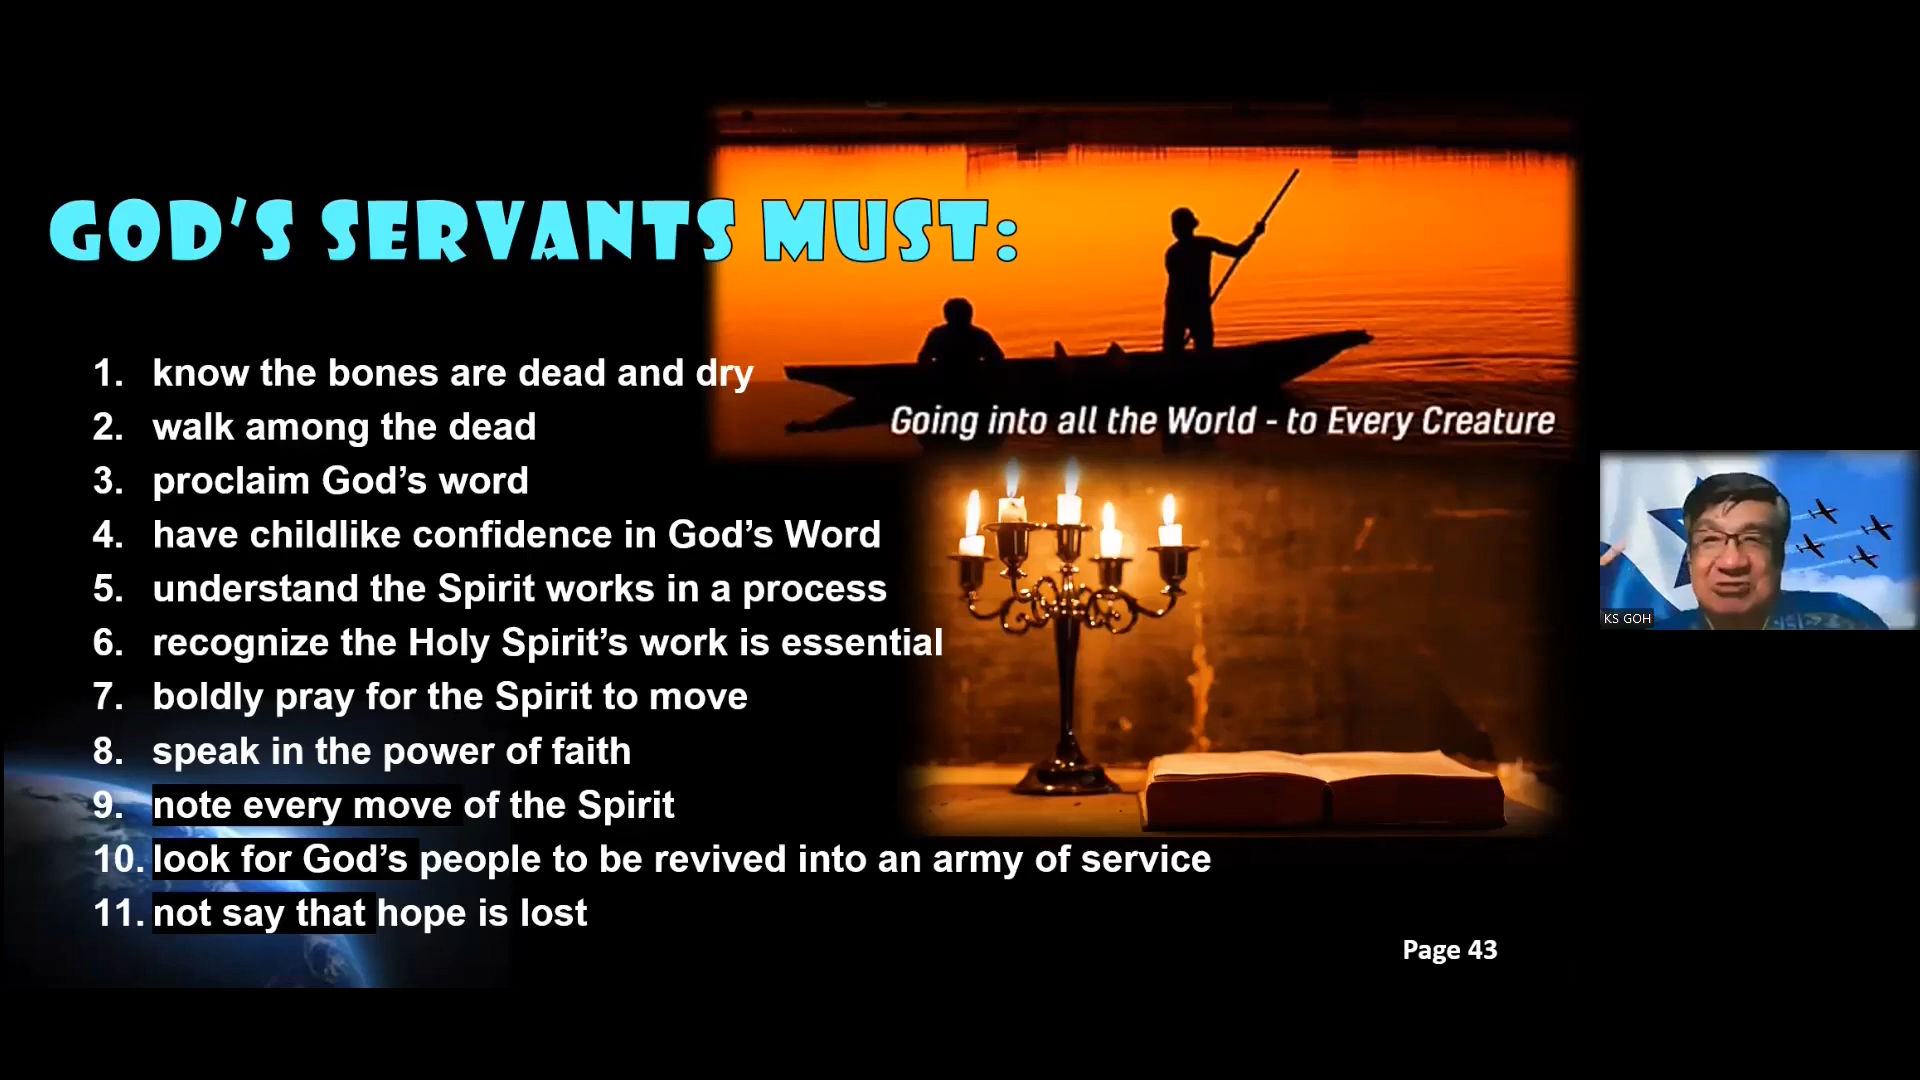 GOD’S SERVANTS MUST:
1. know the bones are dead and dry
2. walk among the dead
3. proclaim God’s word
4. have childlike confidence in God’s Word
5. understand the Spirit works in a process
6. recognize the Holy Spirit’s work is essential
7. boldly pray for the Spirit to move
8. speak in the power of faith
9. note every move of the Spirit
10. look for God’s people to be revived into an army of service
11. not say that hope is lost
Going into all the World - to Every Creature
KS GOH
Page 43